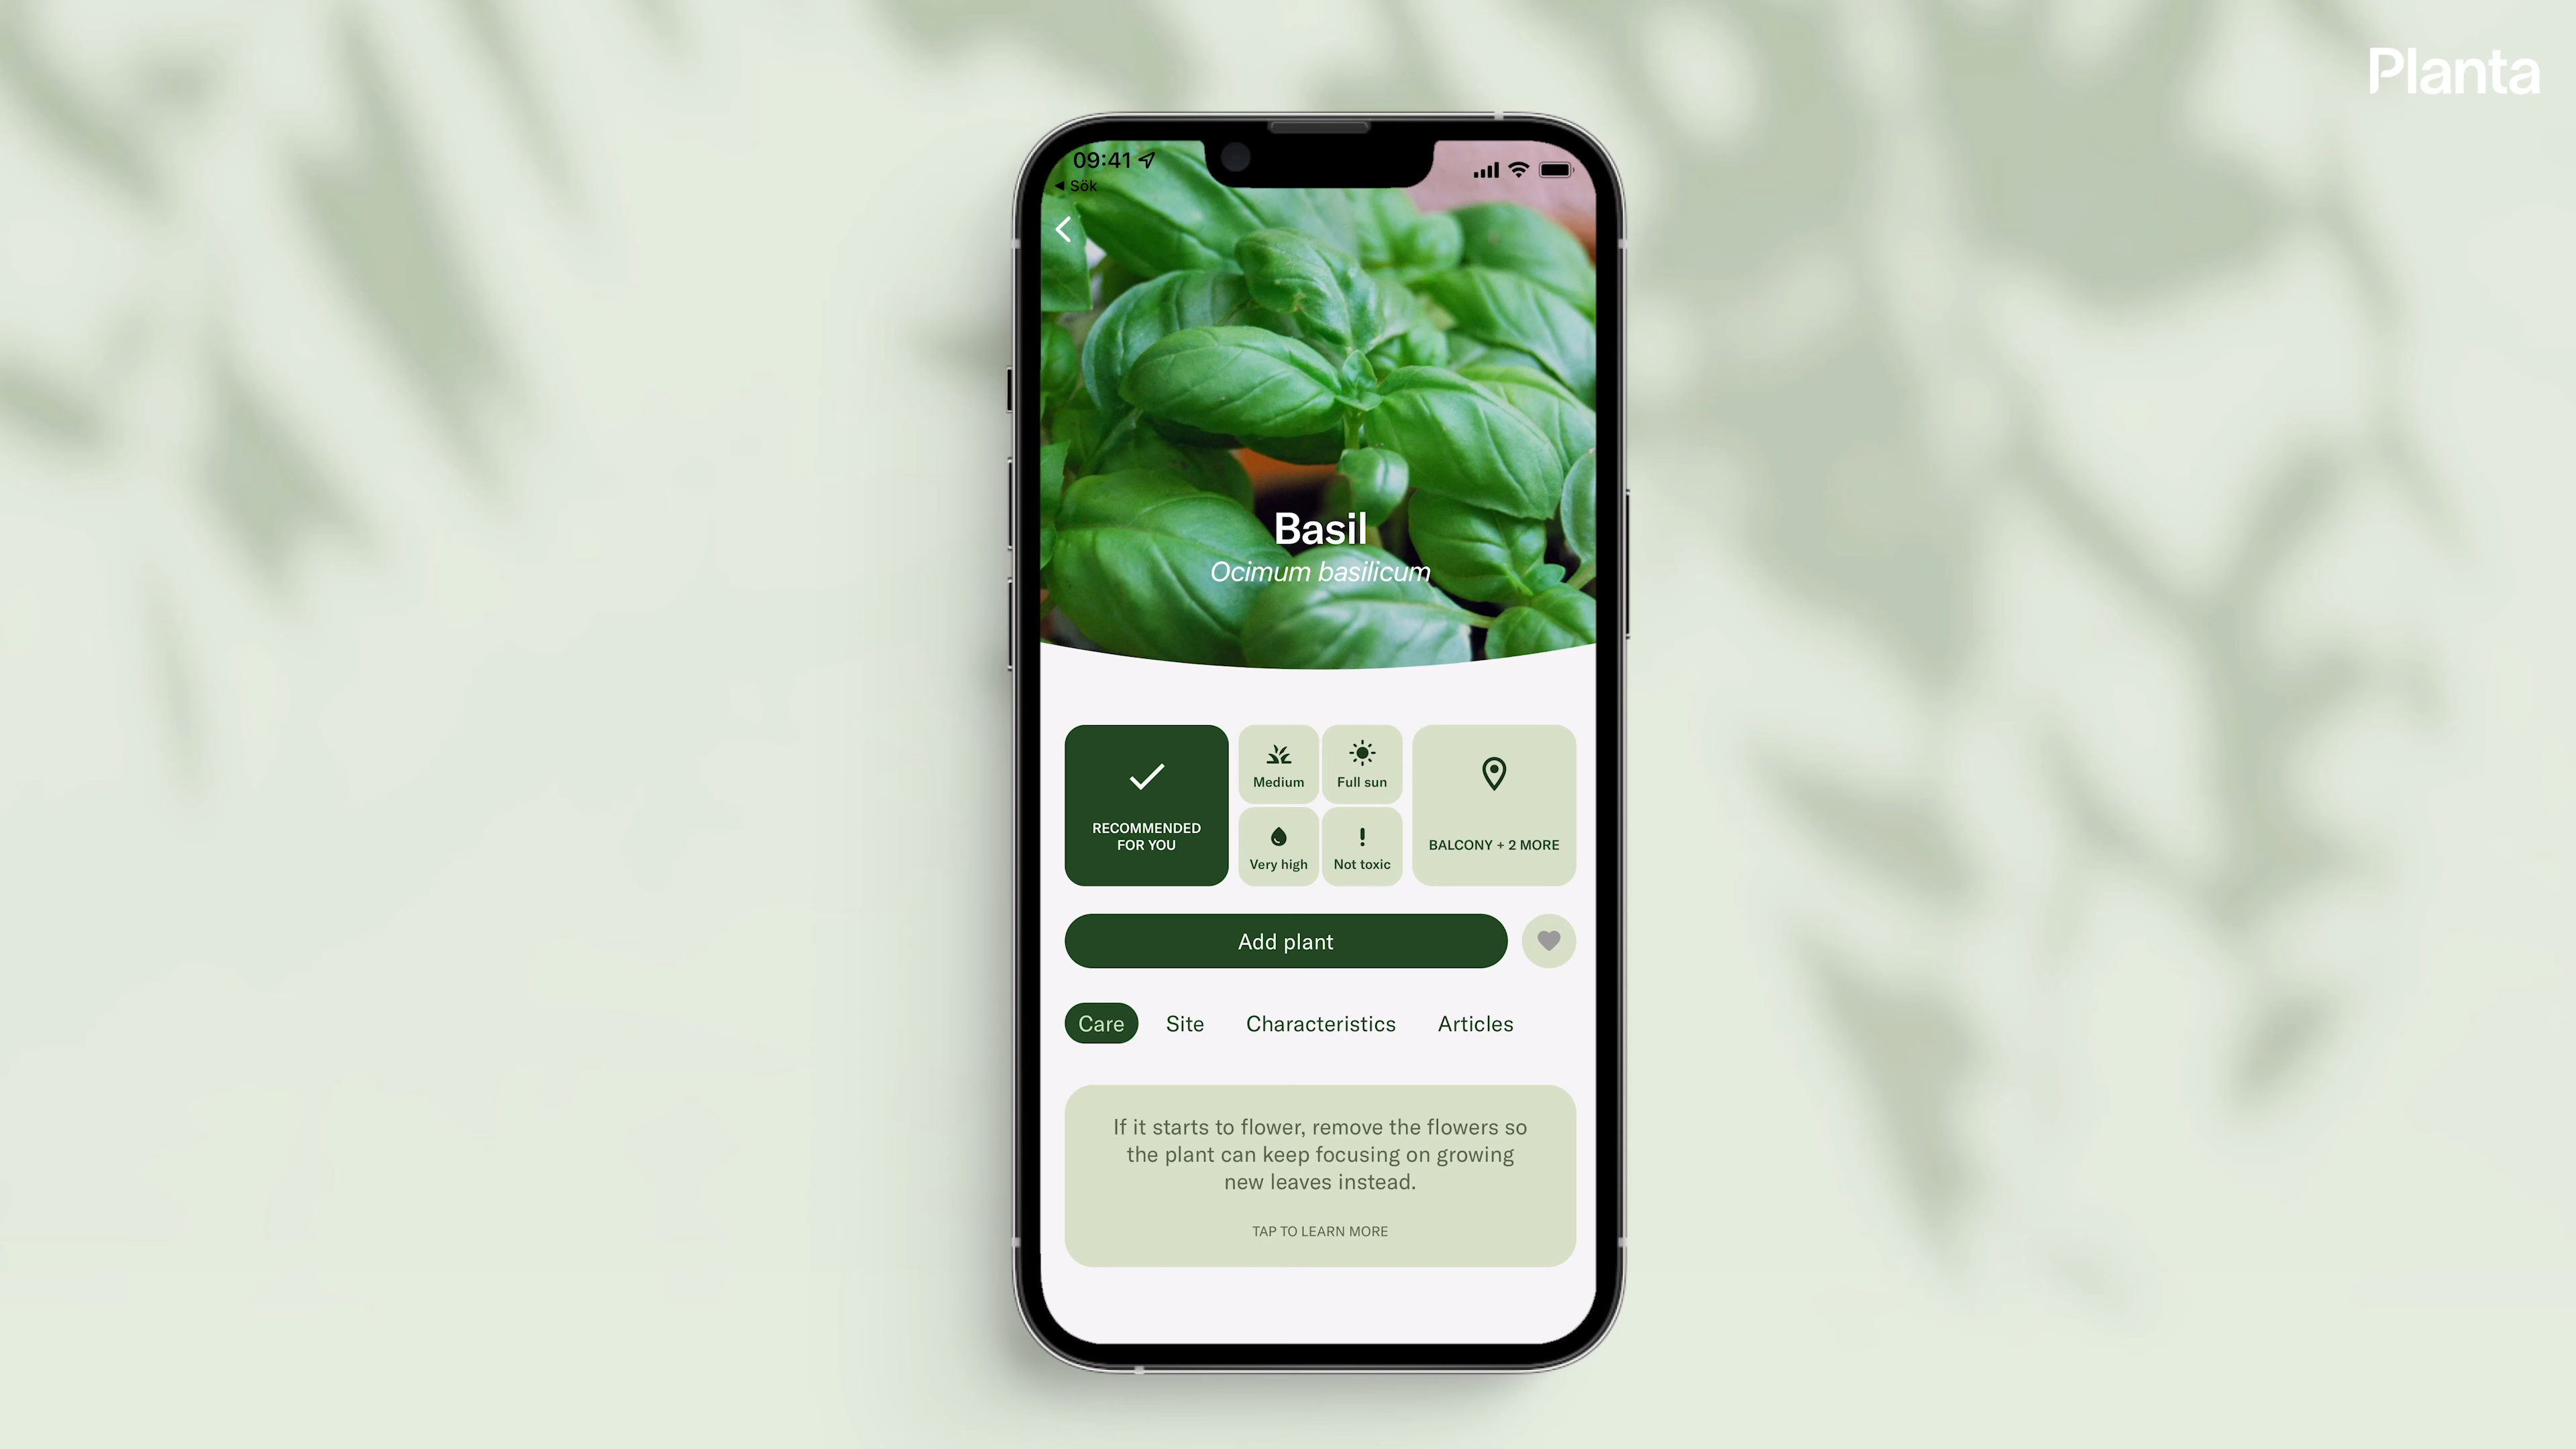 Planta
09:41
◀ Sök
Basil
Ocimum basilicum
RECOMMENDED
FOR YOU
Medium
Full sun
Very high
Not toxic
BALCONY + 2 MORE
Add plant
Care
Site
Characteristics
Articles
If it starts to flower, remove the flowers so
the plant can keep focusing on growing
new leaves instead.
TAP TO LEARN MORE